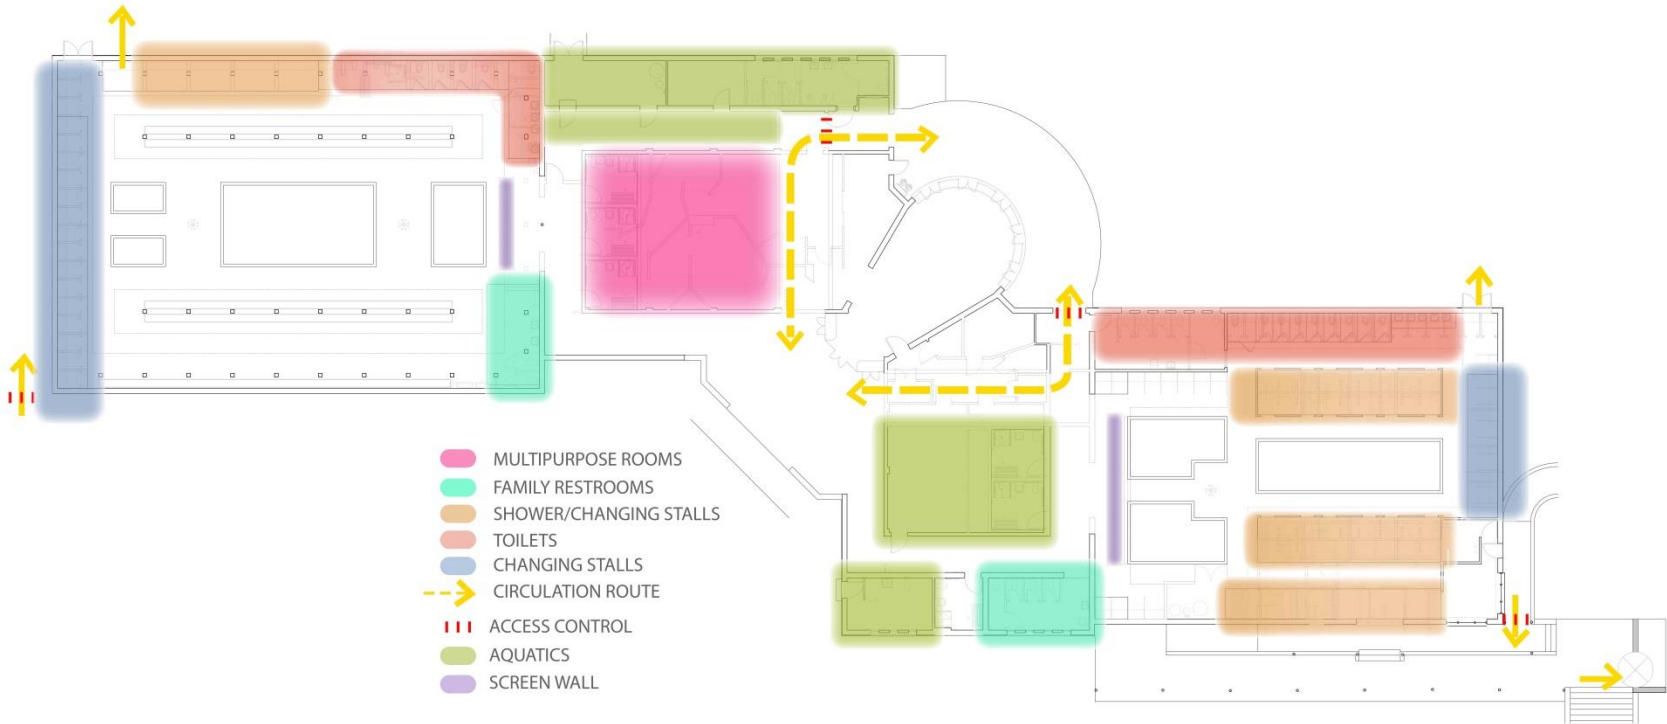 MULTIPURPOSE ROOMS
FAMILY RESTROOMS
SHOWER/CHANGING STALLS
TOILETS
CHANGING STALLS
CIRCULATION ROUTE
ACCESS CONTROL
AQUATICS
SCREEN WALL